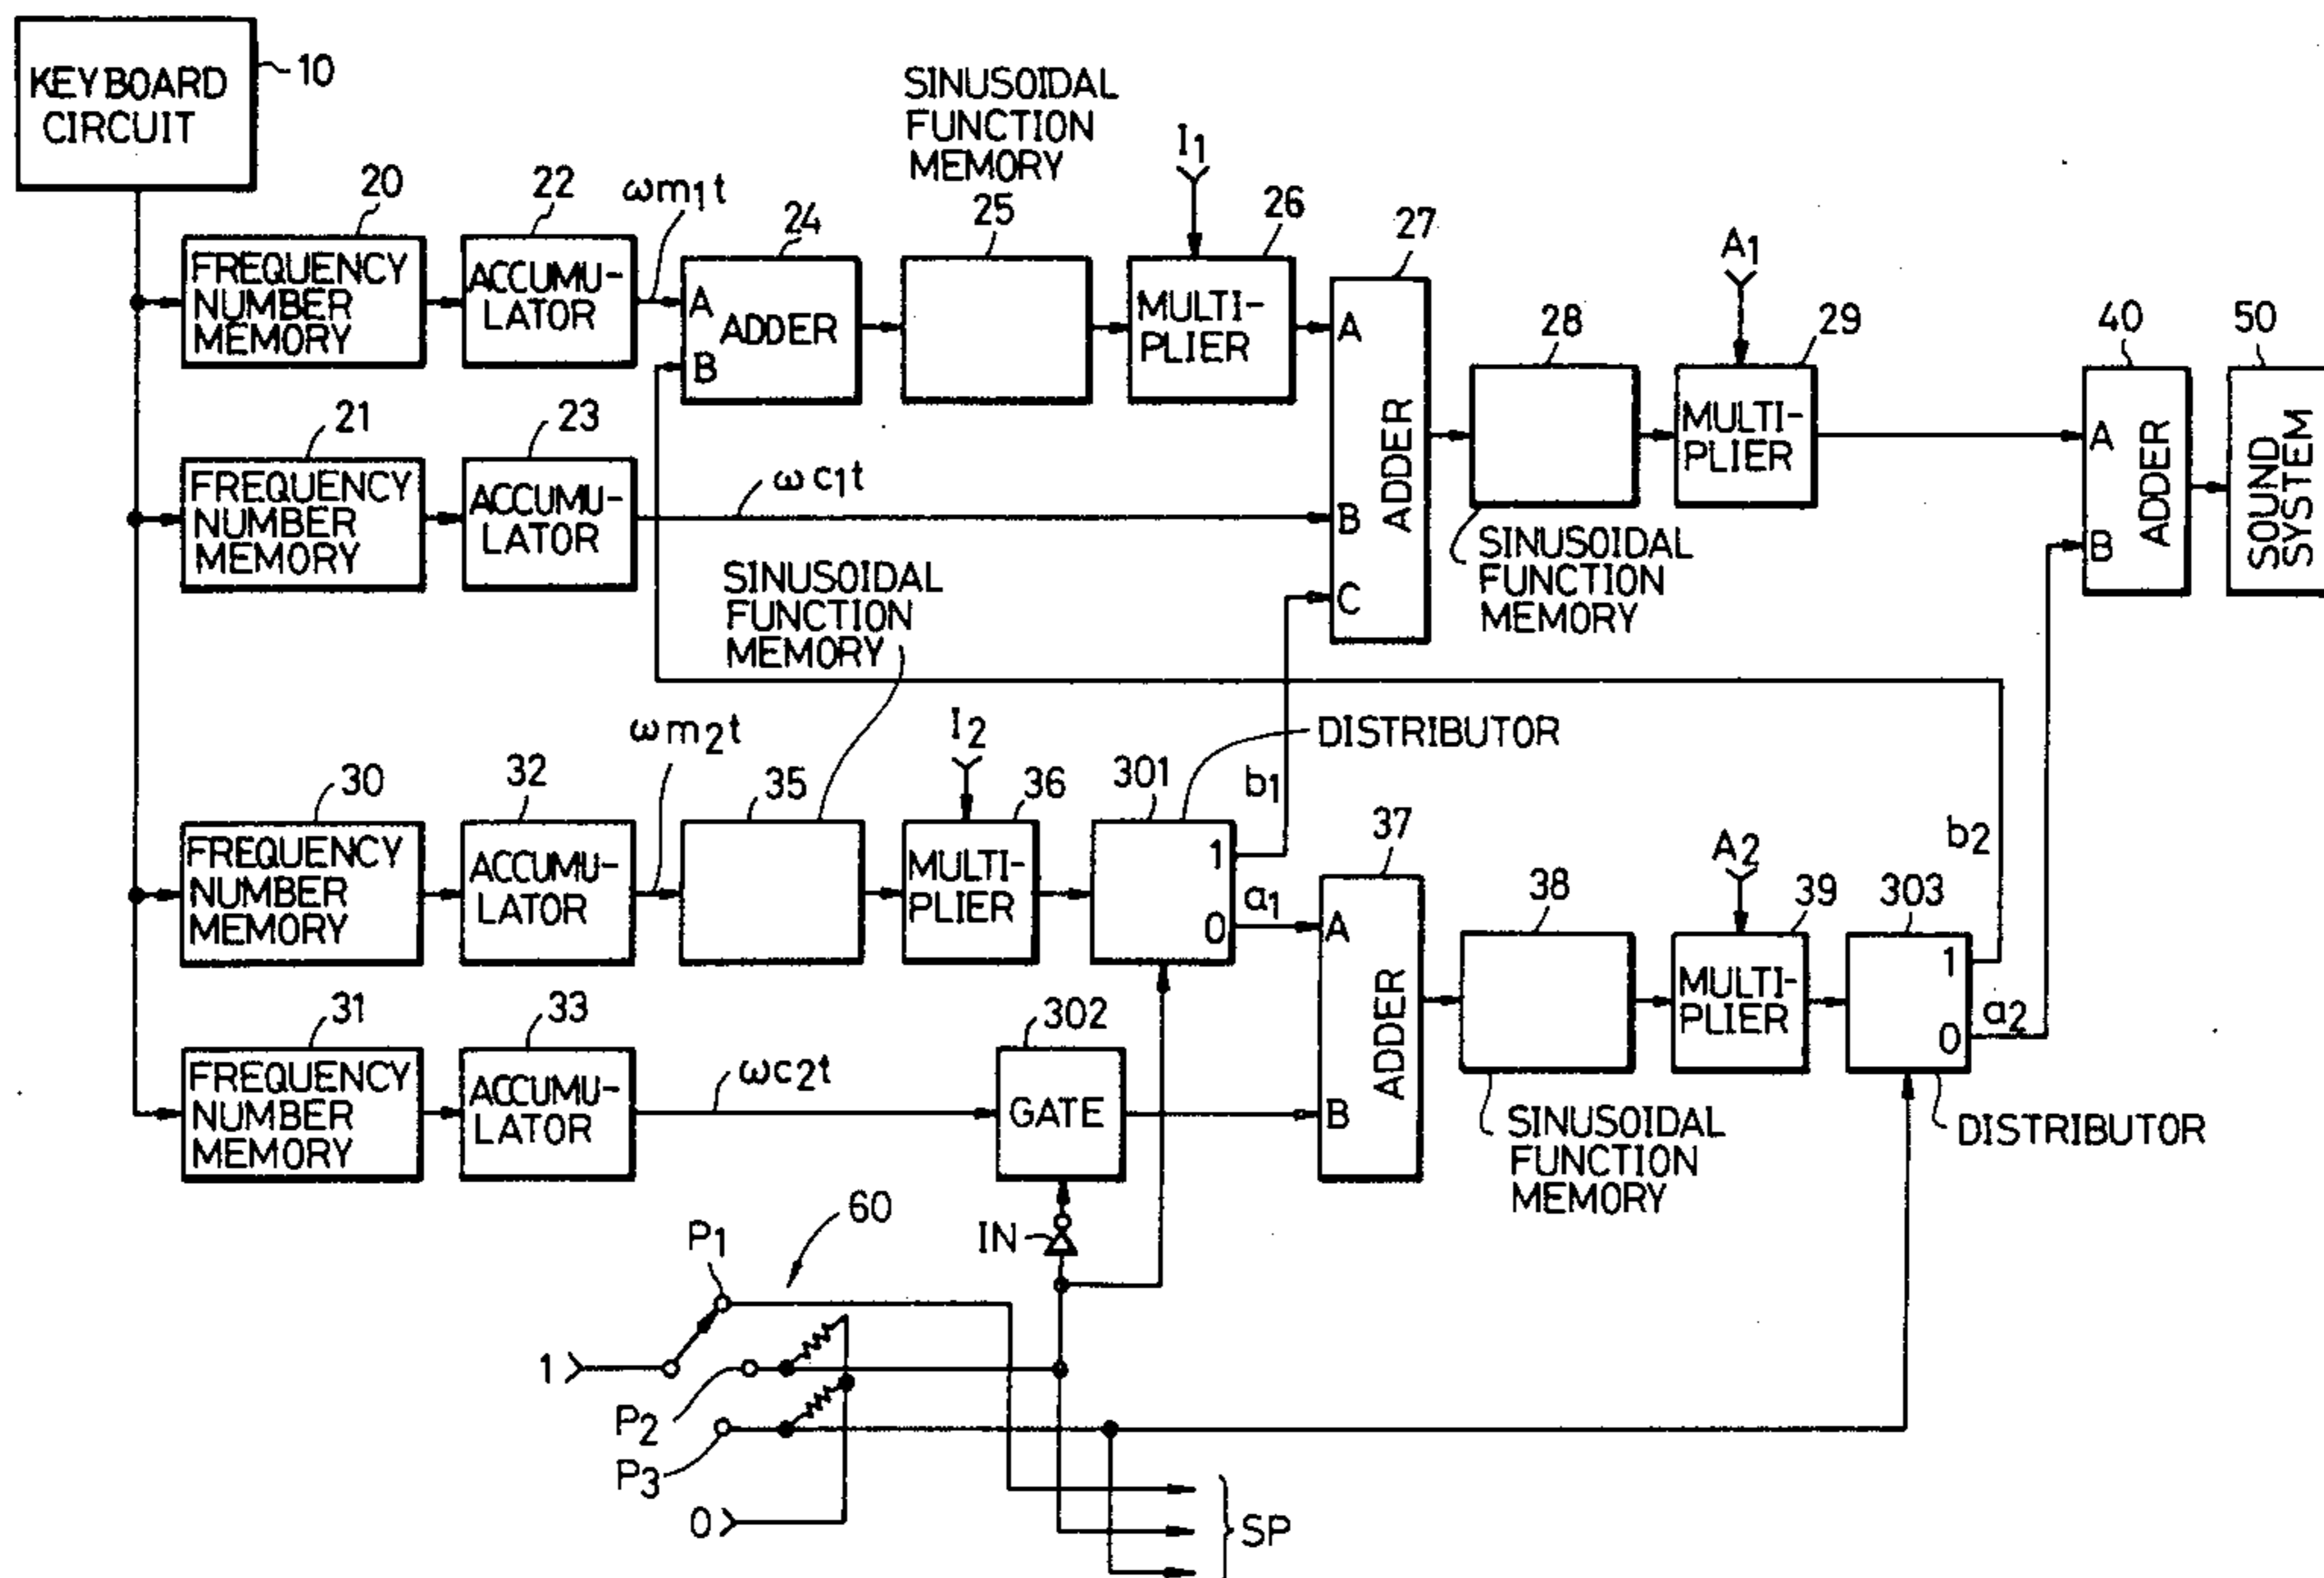 KEYBOARD
CIRCUIT
10
SINUSOIDAL
FUNCTION
MEMORY
I1
20
22
ωm1t
24
25
26
27
A1
FREQUENCY
NUMBER
MEMORY
ACCUMU-
LATOR
A
ADDER
B
MULTI-
PLIER
A
B
C
ADDER
28
29
40
50
21
23
FREQUENCY
NUMBER
MEMORY
ACCUMU-
LATOR
ωc1t
MULTI-
PLIER
A
B
ADDER
SOUND
SYSTEM
SINUSOIDAL
FUNCTION
MEMORY
SINUSOIDAL
FUNCTION
MEMORY
I2
DISTRIBUTOR
ωm2t
30
32
35
36
301
b1
37
A2
b2
FREQUENCY
NUMBER
MEMORY
ACCUMU-
LATOR
MULTI-
PLIER
1
0
a1
A
B
ADDER
38
39
303
31
33
302
MULTI-
PLIER
1
0
a2
FREQUENCY
NUMBER
MEMORY
ACCUMU-
LATOR
ωc2t
GATE
SINUSOIDAL
FUNCTION
MEMORY
DISTRIBUTOR
P1
60
IN
1
P2
P3
0
SP